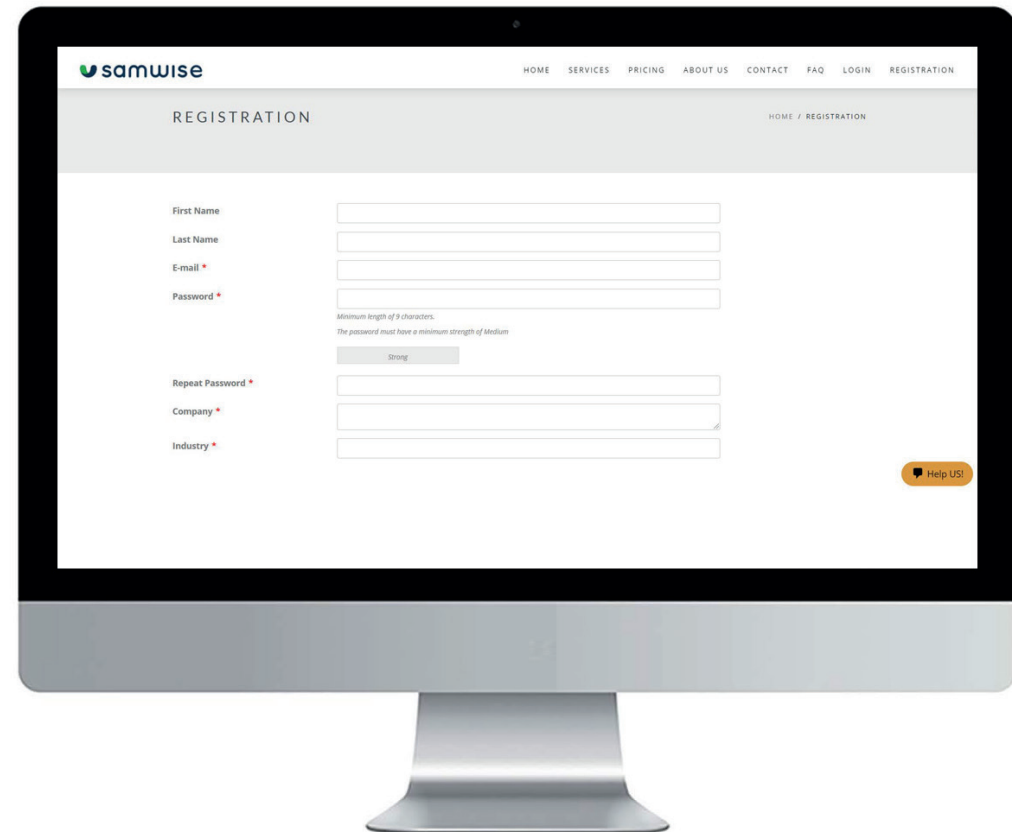 samwise
HOME SERVICES PRICING ABOUT US CONTACT FAQ LOGIN REGISTRATION
REGISTRATION
HOME / REGISTRATION
First Name
Last Name
E-mail *
Password *
Minimum length of 9 characters.
The password must have a minimum strength of Medium
Strong
Repeat Password *
Company *
Industry *
Help US!